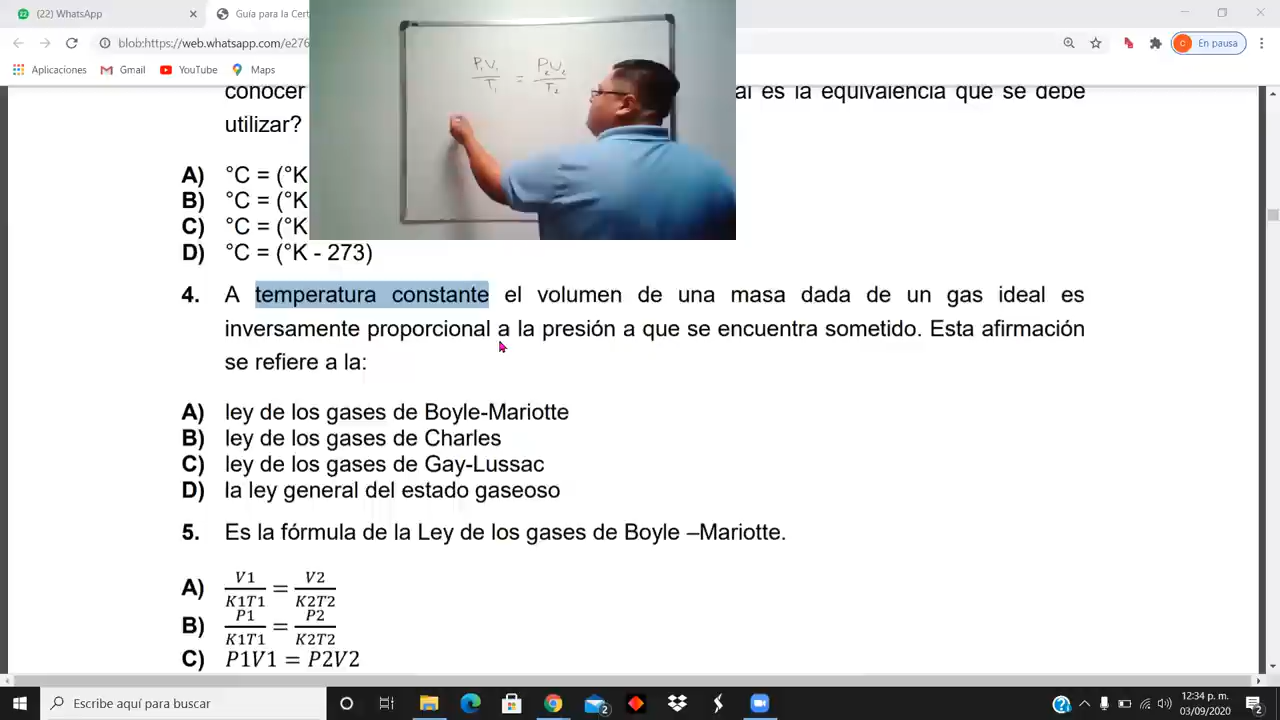 (22) WhatsApp
Guía para la Cert
blob:https://web.whatsapp.com/e276
En pausa
Imágenes
Gmail
YouTube
Maps
P₁V₁ = P₂V₂
T₁ T₂
conocer al es la equivalencia que se debe
utilizar?
A) °C = (°K
B) °C = (°K
C) °C = (°K
D) °C = (°K - 273)
4. A temperatura constante el volumen de una masa dada de un gas ideal es
inversamente proporcional a la presión a que se encuentra sometido. Esta afirmación
se refiere a la:
A) ley de los gases de Boyle-Mariotte
B) ley de los gases de Charles
C) ley de los gases de Gay-Lussac
D) la ley general del estado gaseoso
5. Es la fórmula de la Ley de los gases de Boyle –Mariotte.
A) V1/K1T1 = V2/K2T2
B) P1/K1T1 = P2/K2T2
C) P1V1 = P2V2
Escribe aquí para buscar
12:34 p. m.
03/09/2020